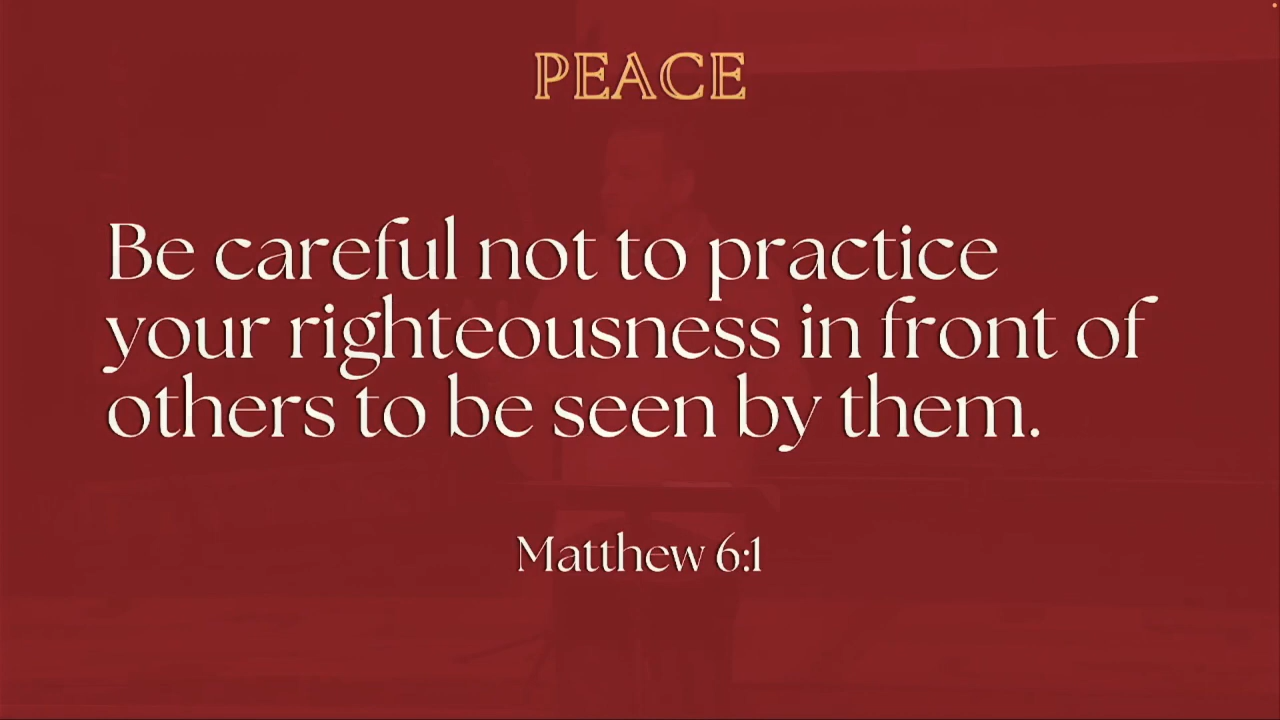 PEACE
Be careful not to practice
your righteousness in front of
others to be seen by them.
Matthew 6:1